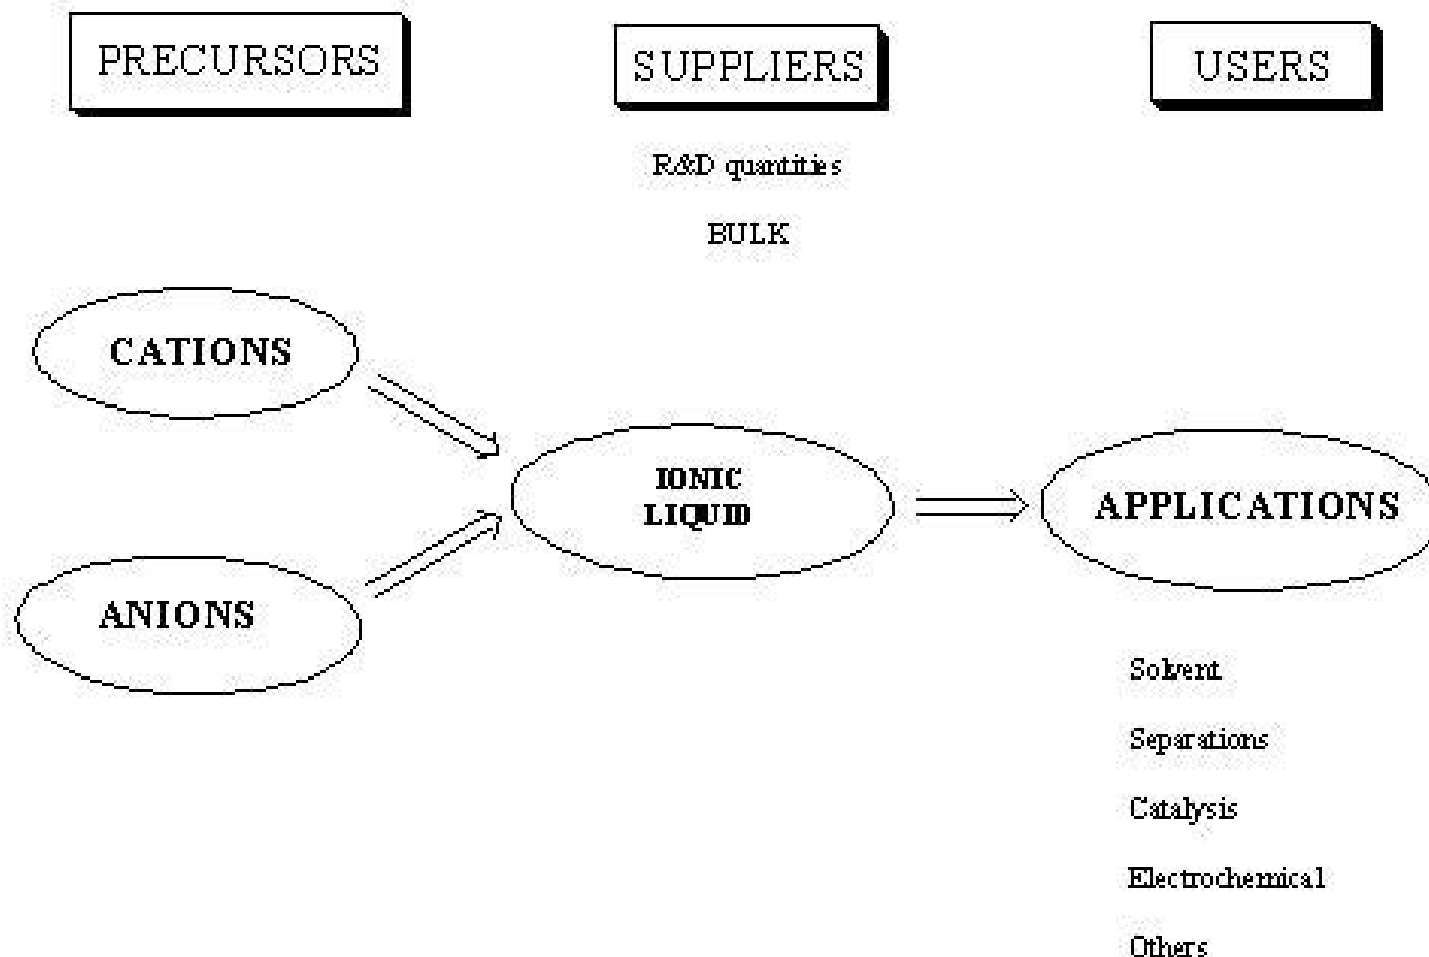 PRECURSORS
SUPPLIERS
USERS
R&D quantities
BULK
CATIONS
IONIC
LIQUID
APPLICATIONS
ANIONS
Solvent
Separations
Catalysis
Electrochemical
Others